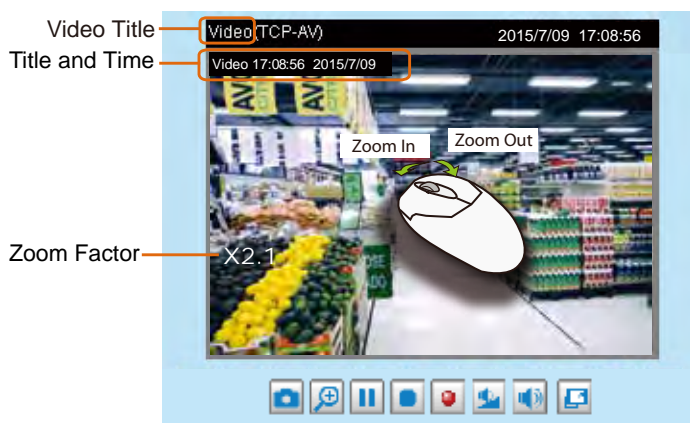 Video Title
Video(TCP-AV) 2015/7/09 17:08:56
Title and Time
Video 17:08:56 2015/7/09
Zoom In Zoom Out
Zoom Factor
X2.1